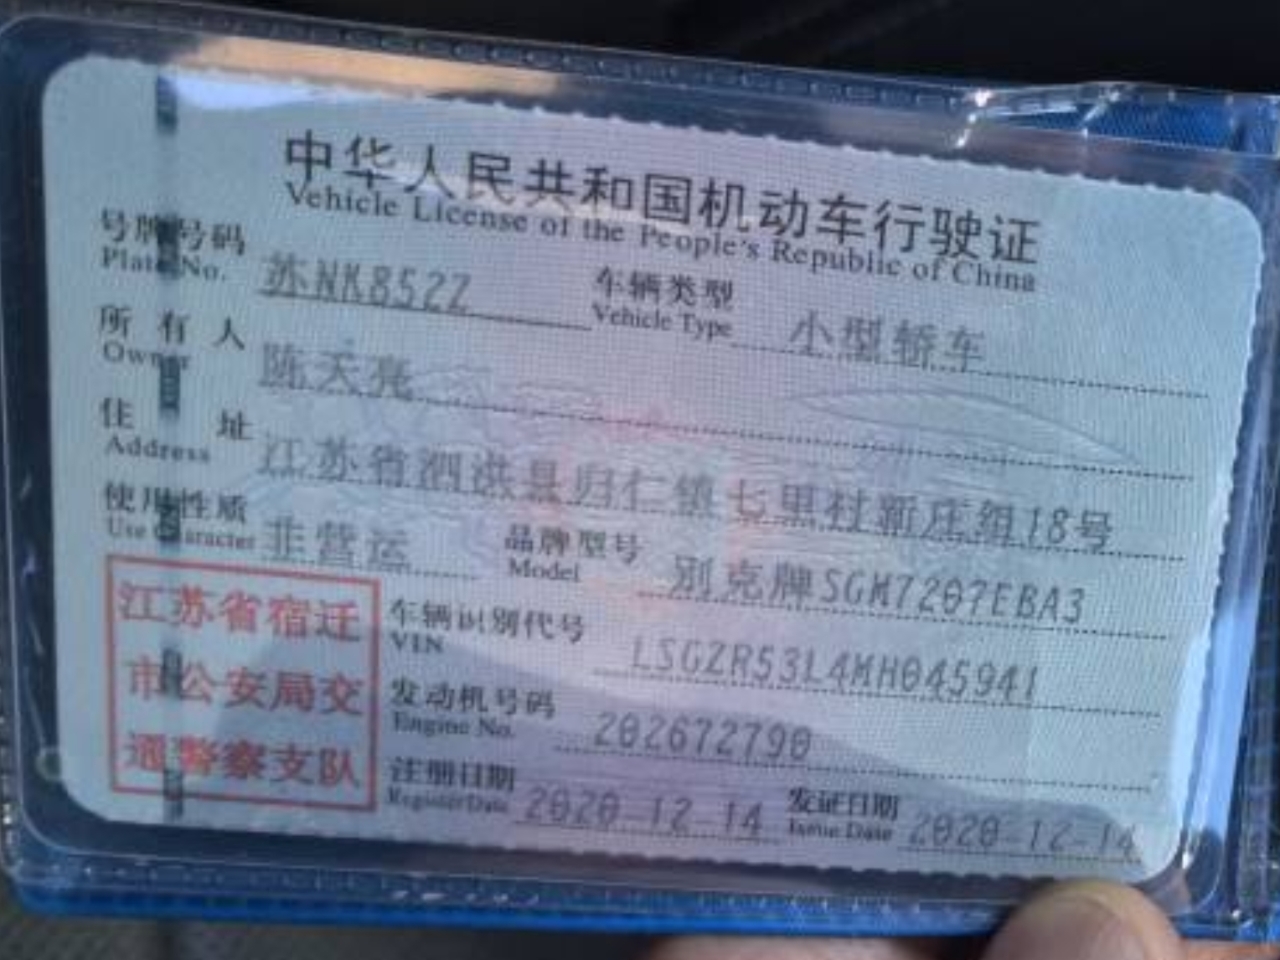 中华人民共和国机动车行驶证
Vehicle License of the People's Republic of China
号牌号码 苏NK852Z 车辆类型 小型轿车
Plate No. Vehicle Type
所有人 陈天亮
Owner
住址 江苏省泗洪县归仁镇七里村新庄组18号
Address
使用性质 非营运 品牌型号 别克牌SGM7207EBA3
Use Character Model
江苏省宿迁
市公安局交
通警察支队
车辆识别代号 LSGZR53L4MH045941
VIN
发动机号码 202672790
Engine No.
注册日期 2020-12-14 发证日期 2020-12-14
Register Date Issue Date